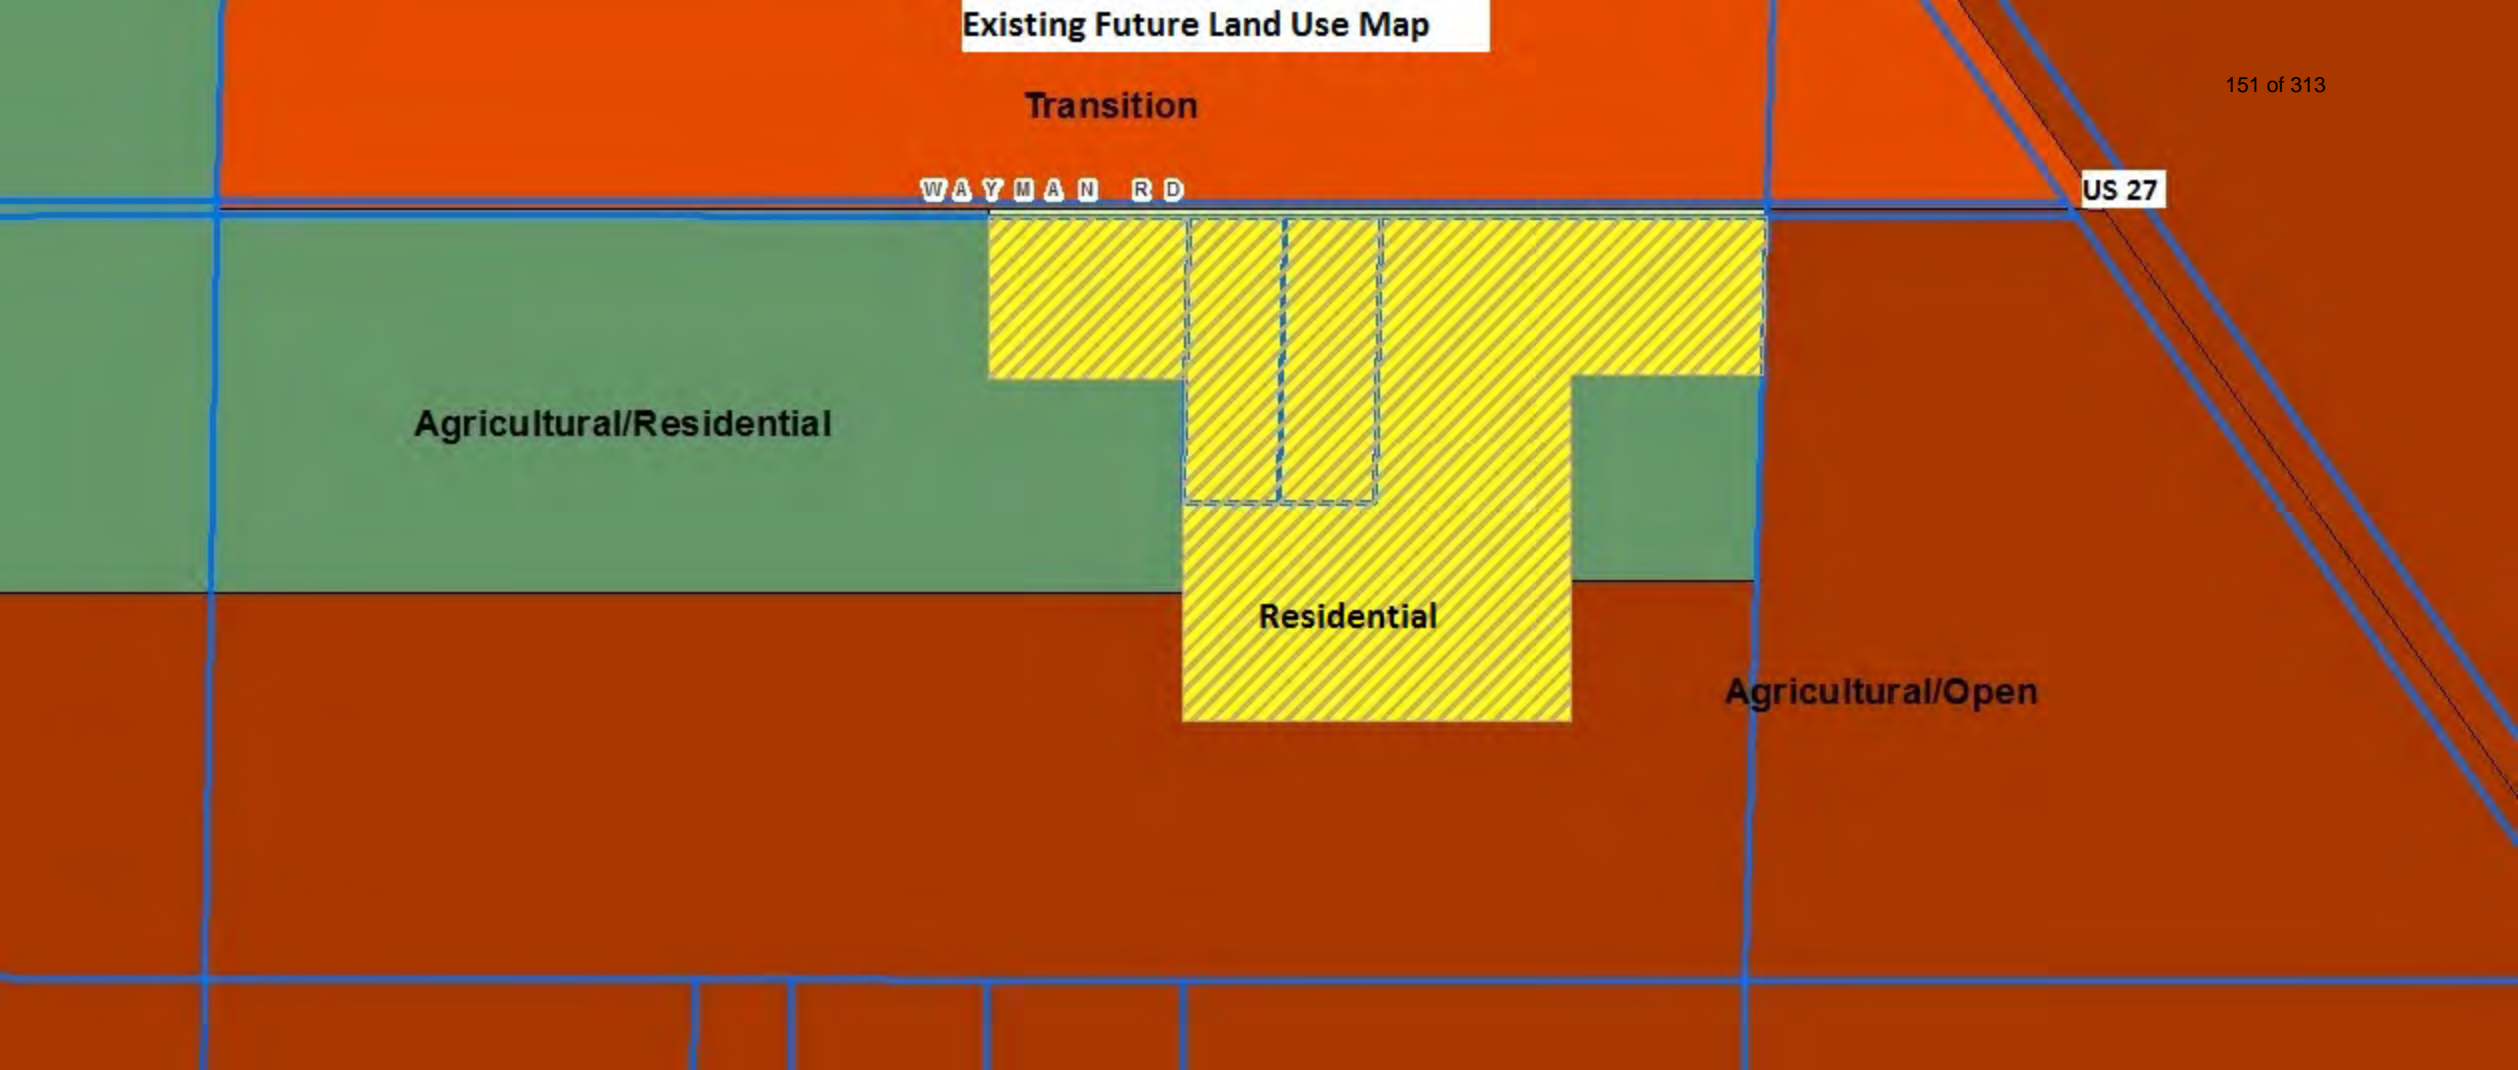 Existing Future Land Use Map
151 of 313
Transition
WAYMAN RD
US 27
Agricultural/Residential
Residential
Agricultural/Open